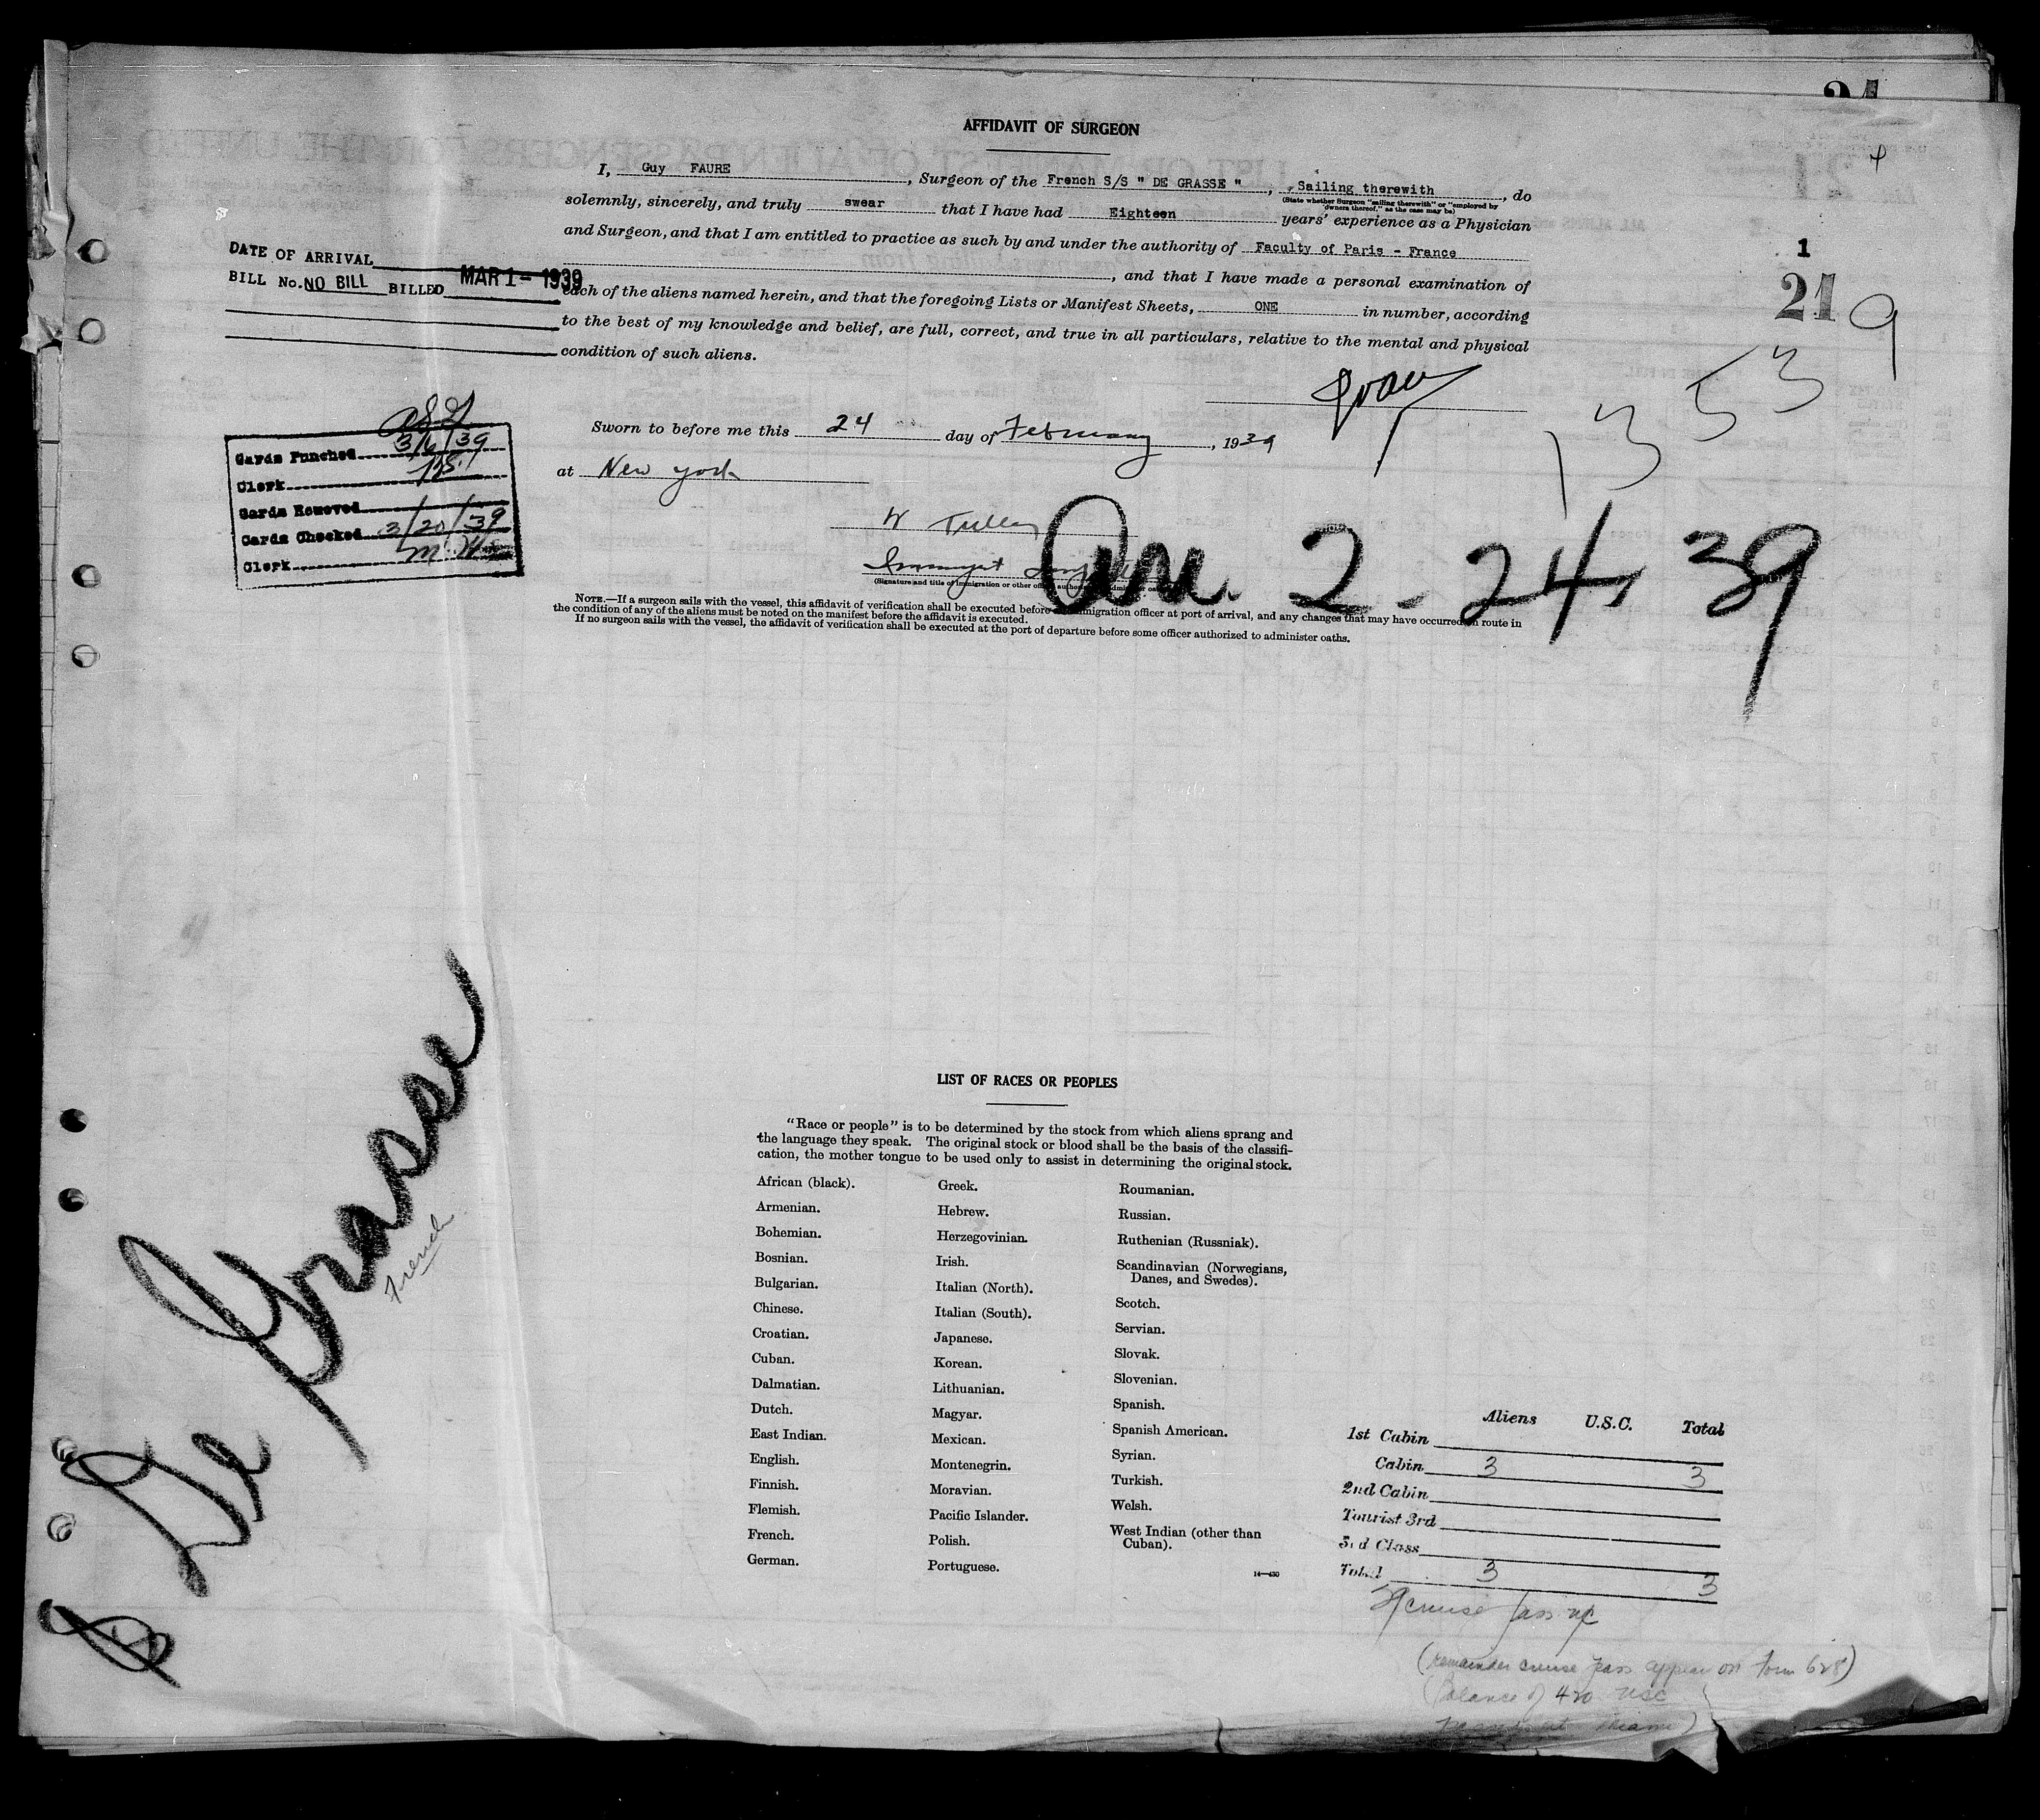 21
AFFIDAVIT OF SURGEON
I, Guy FAURE, Surgeon of the French S/S " DE GRASSE ", Sailing therewith, do
(State whether Surgeon "sailing therewith" or "employed by owners thereof," as the case may be)
solemnly, sincerely, and truly swear that I have had Eighteen years' experience as a Physician
and Surgeon, and that I am entitled to practice as such by and under the authority of Faculty of Paris - France
, and that I have made a personal examination of
each of the aliens named herein, and that the foregoing Lists or Manifest Sheets, ONE in number, according
to the best of my knowledge and belief, are full, correct, and true in all particulars, relative to the mental and physical
condition of such aliens.
DATE OF ARRIVAL
BILL No. NO BILL BILLED MAR 1 - 1939
1
21
9
13553
Sworn to before me this 24 day of February, 1939
at New York
Cards Punched 3/6/39
Clerk
Cards Removed
Cards Checked 3/20/39
Clerk
W Tulley
(Signature and title of immigration or other
Arr. 2-24-39
NOTE.—If a surgeon sails with the vessel, this affidavit of verification shall be executed before immigration officer at port of arrival, and any changes that may have occurred route in
the condition of any of the aliens must be noted on the manifest before the affidavit is executed.
If no surgeon sails with the vessel, the affidavit of verification shall be executed at the port of departure before some officer authorized to administer oaths.
De Grasse
French
LIST OF RACES OR PEOPLES
"Race or people" is to be determined by the stock from which aliens sprang and
the language they speak. The original stock or blood shall be the basis of the classifi-
cation, the mother tongue to be used only to assist in determining the original stock.
African (black).
Armenian.
Bohemian.
Bosnian.
Bulgarian.
Chinese.
Croatian.
Cuban.
Dalmatian.
Dutch.
East Indian.
English.
Finnish.
Flemish.
French.
German.
Greek.
Hebrew.
Herzegovinian.
Irish.
Italian (North).
Italian (South).
Japanese.
Korean.
Lithuanian.
Magyar.
Mexican.
Montenegrin.
Moravian.
Pacific Islander.
Polish.
Portuguese.
Roumanian.
Russian.
Ruthenian (Russniak).
Scandinavian (Norwegians,
Danes, and Swedes).
Scotch.
Servian.
Slovak.
Slovenian.
Spanish.
Spanish American.
Syrian.
Turkish.
Welsh.
West Indian (other than
Cuban).
14—430
Aliens U.S.C. Total
1st Cabin
Cabin 3 3
2nd Cabin
Tourist 3rd
3rd Class
Total 3 3
cruise pass
(remainder cruise pass appear on form 628)
(Balance of 420 USC
at Miami)